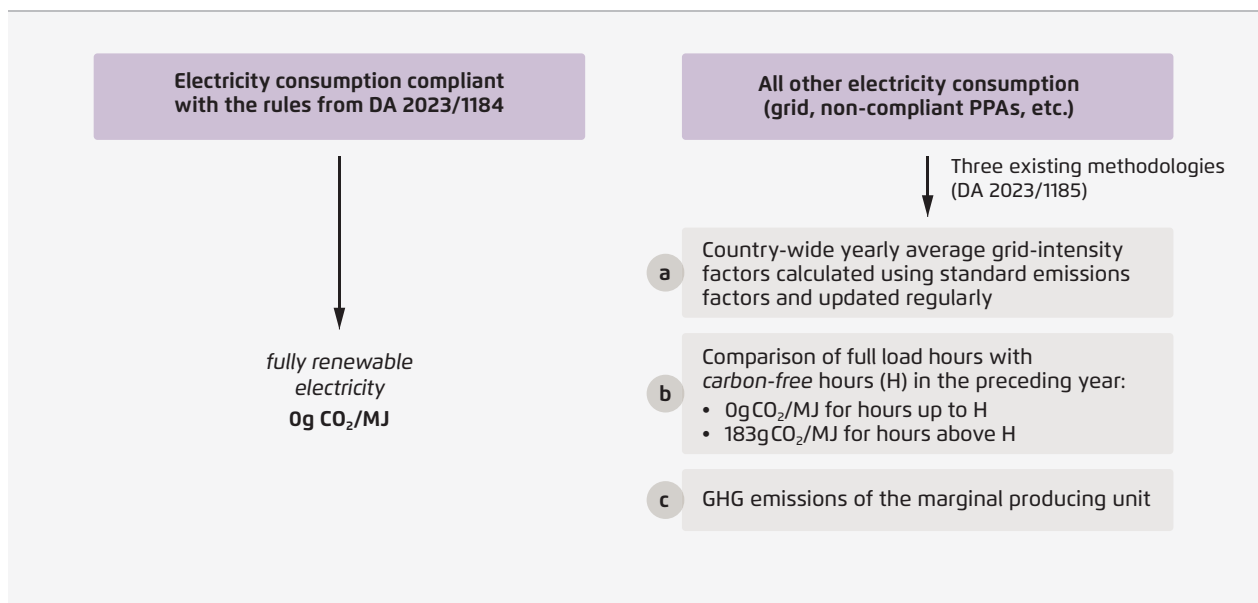 Electricity consumption compliant
with the rules from DA 2023/1184
fully renewable
electricity
0g CO₂/MJ
All other electricity consumption
(grid, non-compliant PPAs, etc.)
Three existing methodologies
(DA 2023/1185)
a
Country-wide yearly average grid-intensity
factors calculated using standard emissions
factors and updated regularly
b
Comparison of full load hours with
carbon-free hours (H) in the preceding year:
• 0gCO₂/MJ for hours up to H
• 183gCO₂/MJ for hours above H
c
GHG emissions of the marginal producing unit